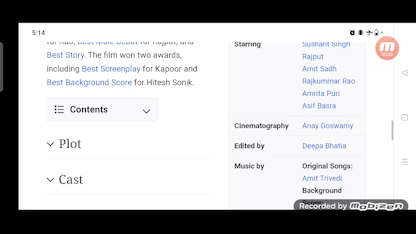 5:14
for Rao, Best Male Debut for Rajput, and
Best Story. The film won two awards,
including Best Screenplay for Kapoor and
Best Background Score for Hitesh Sonik.
Contents
Plot
Cast
Starring
Sushant Singh
Rajput
Amit Sadh
Rajkummar Rao
Amrita Puri
Asif Basra
Cinematography
Anay Goswamy
Edited by
Deepa Bhatia
Music by
Original Songs:
Amit Trivedi
Background
Recorded by Mobizen